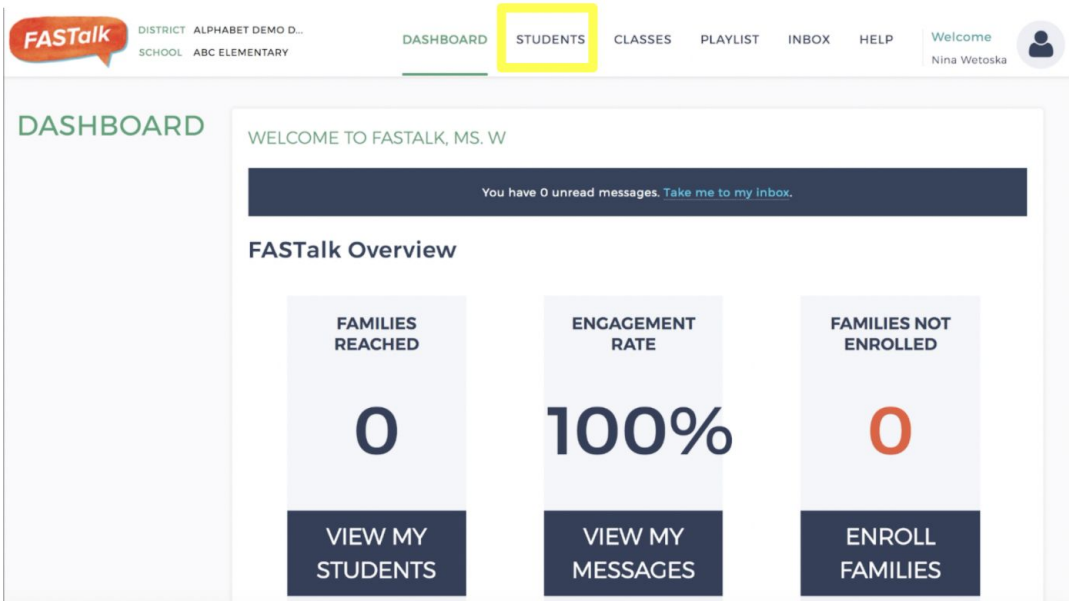 FASTalk
DISTRICT ALPHABET DEMO D...
SCHOOL ABC ELEMENTARY
DASHBOARD STUDENTS CLASSES PLAYLIST INBOX HELP
Welcome
Nina Wetoska
DASHBOARD
WELCOME TO FASTALK, MS. W
You have 0 unread messages. Take me to my inbox.
FASTalk Overview
FAMILIES
REACHED
0
VIEW MY
STUDENTS
ENGAGEMENT
RATE
100%
VIEW MY
MESSAGES
FAMILIES NOT
ENROLLED
0
ENROLL
FAMILIES